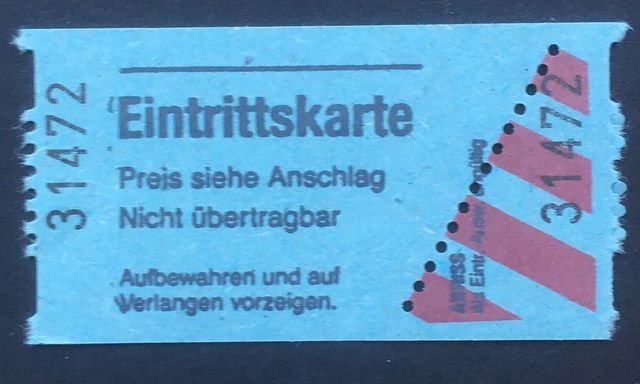 31472
Eintrittskarte
Preis siehe Anschlag
Nicht übertragbar
Aufbewahren und auf
Verlangen vorzeigen.
31472